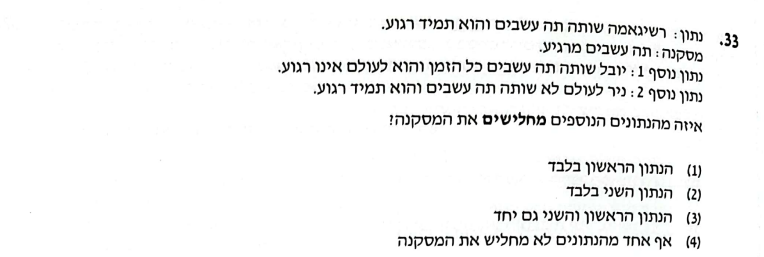 33. נתון: רשיגאמה שותה תה עשבים והוא תמיד רגוע.
מסקנה: תה עשבים מרגיע.
נתון נוסף 1: יובל שותה תה עשבים כל הזמן והוא לעולם אינו רגוע.
נתון נוסף 2: ניר לעולם לא שותה תה עשבים והוא תמיד רגוע.
איזה מהנתונים הנוספים מחלישים את המסקנה?
(1) הנתון הראשון בלבד
(2) הנתון השני בלבד
(3) הנתון הראשון והשני גם יחד
(4) אף אחד מהנתונים לא מחליש את המסקנה